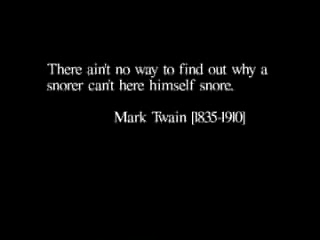 There ain't no way to find out why a
snorer can't here himself snore.
Mark Twain [1835-1910]